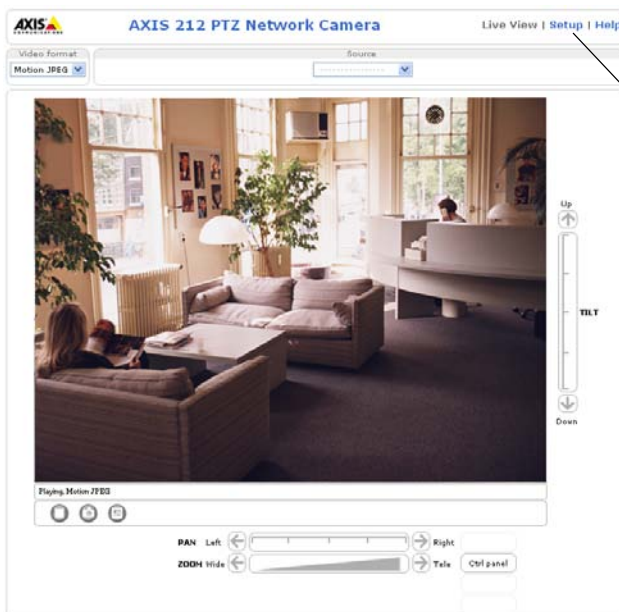 AXIS
COMMUNICATIONS
AXIS 212 PTZ Network Camera
Live View | Setup | Help
Video format
Source
Motion JPEG
---------------
Up
TILT
Down
Playing, Motion JPEG
PAN Left Right
ZOOM Wide Tele Ctrl panel